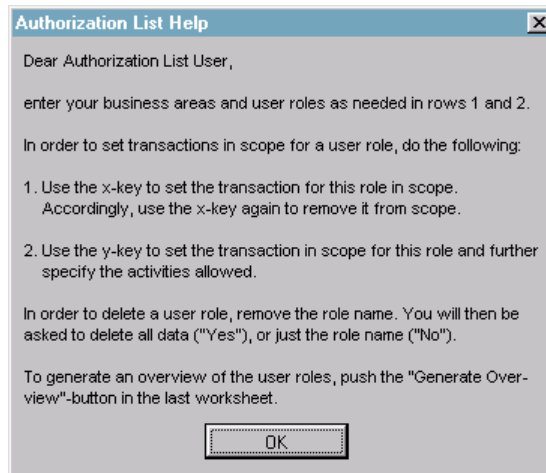 Authorization List Help
Dear Authorization List User,
enter your business areas and user roles as needed in rows 1 and 2.
In order to set transactions in scope for a user role, do the following:
1. Use the x-key to set the transaction for this role in scope.
Accordingly, use the x-key again to remove it from scope.
2. Use the y-key to set the transaction in scope for this role and further
specify the activities allowed.
In order to delete a user role, remove the role name. You will then be
asked to delete all data ("Yes"), or just the role name ("No").
To generate an overview of the user roles, push the "Generate Over-
view"-button in the last worksheet.
OK